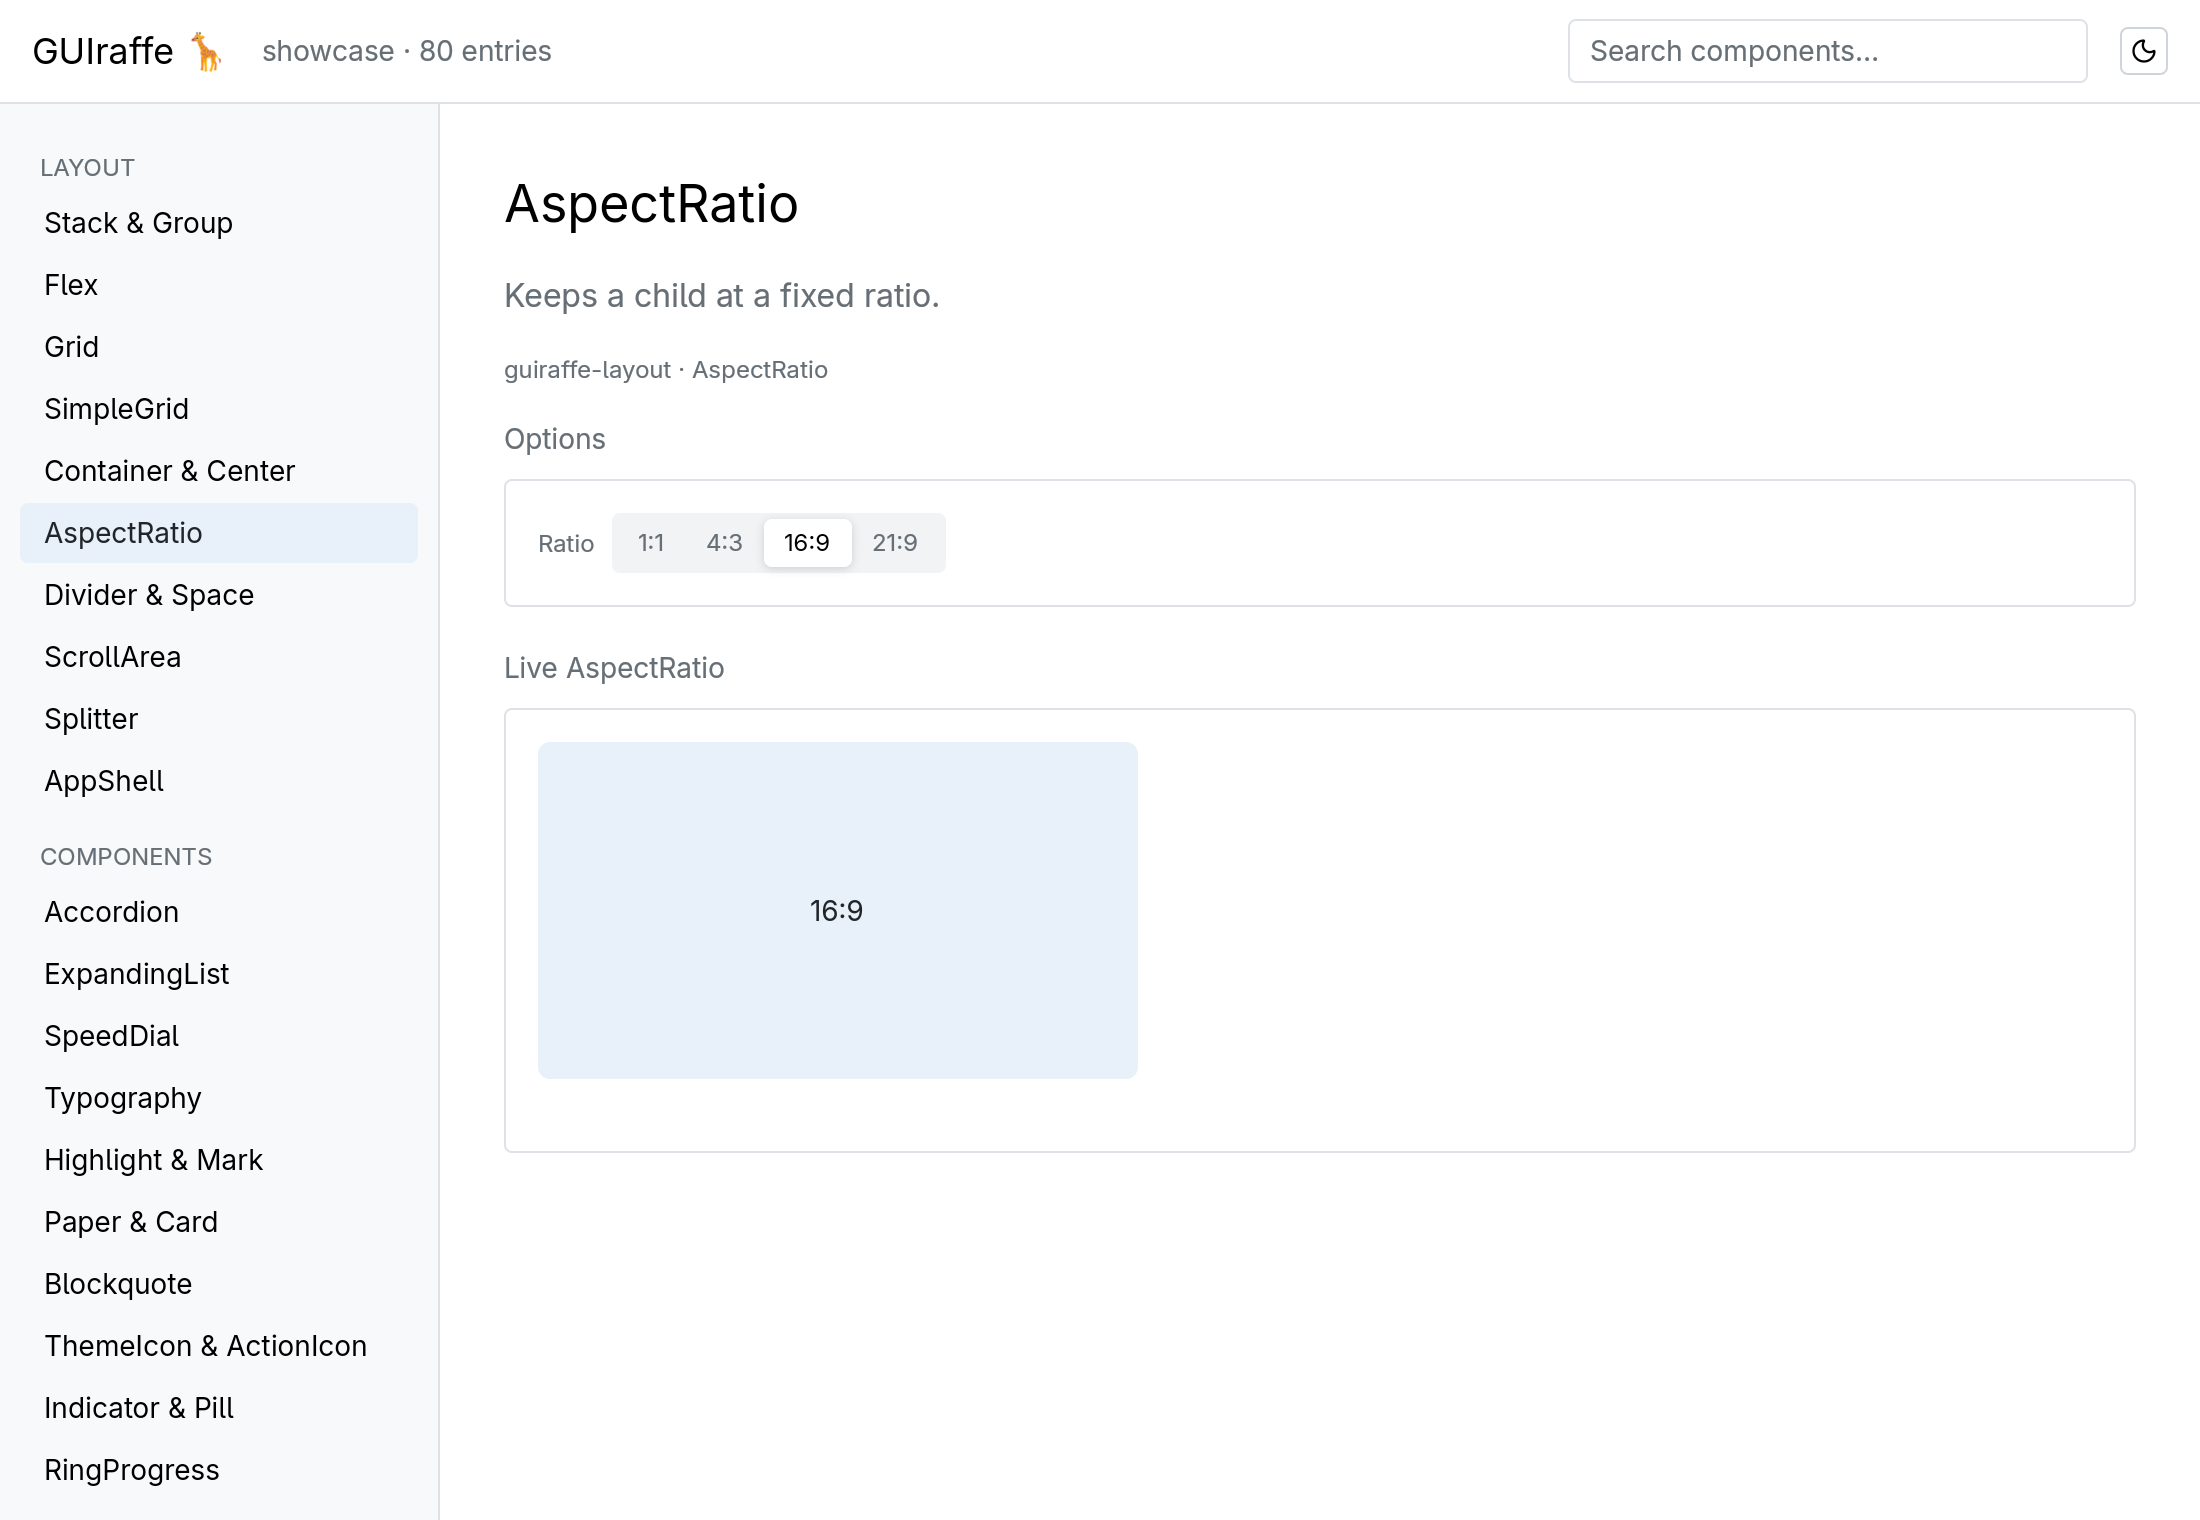 GUIraffe 🦒 showcase · 80 entries
Search components...
LAYOUT
Stack & Group
Flex
Grid
SimpleGrid
Container & Center
AspectRatio
Divider & Space
ScrollArea
Splitter
AppShell
COMPONENTS
Accordion
ExpandingList
SpeedDial
Typography
Highlight & Mark
Paper & Card
Blockquote
ThemeIcon & ActionIcon
Indicator & Pill
RingProgress
AspectRatio
Keeps a child at a fixed ratio.
guiraffe-layout · AspectRatio
Options
Ratio 1:1 4:3 16:9 21:9
Live AspectRatio
16:9